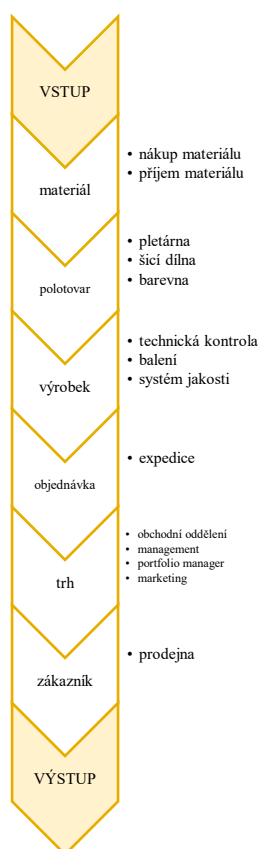 VSTUP
• nákup materiálu
• příjem materiálu
materiál
• pletárna
• šicí dílna
• barevna
polotovar
• technická kontrola
• balení
• systém jakosti
výrobek
• expedice
objednávka
• obchodní oddělení
• management
• portfolio manager
• marketing
trh
• prodejna
zákazník
VÝSTUP